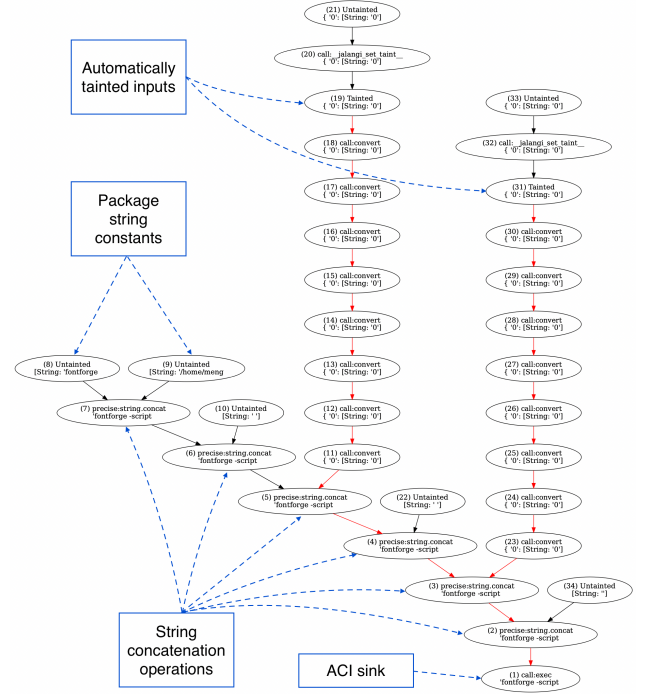 (21) Untainted
{ '0': [String: '0']
(20) call:__jalangi_set_taint__
{ '0': [String: '0']
Automatically
tainted inputs
(19) Tainted
{ '0': [String: '0']
(33) Untainted
{ '0': [String: '0']
(18) call:convert
{ '0': [String: '0']
(32) call:__jalangi_set_taint__
{ '0': [String: '0']
(17) call:convert
{ '0': [String: '0']
(31) Tainted
{ '0': [String: '0']
Package
string
constants
(16) call:convert
{ '0': [String: '0']
(30) call:convert
{ '0': [String: '0']
(15) call:convert
{ '0': [String: '0']
(29) call:convert
{ '0': [String: '0']
(14) call:convert
{ '0': [String: '0']
(28) call:convert
{ '0': [String: '0']
(8) Untainted
[String: 'fontforge
(9) Untainted
[String: '/home/meng
(13) call:convert
{ '0': [String: '0']
(27) call:convert
{ '0': [String: '0']
(7) precise:string.concat
'fontforge -script
(10) Untainted
[String: ' ']
(12) call:convert
{ '0': [String: '0']
(26) call:convert
{ '0': [String: '0']
(6) precise:string.concat
'fontforge -script
(11) call:convert
{ '0': [String: '0']
(25) call:convert
{ '0': [String: '0']
(5) precise:string.concat
'fontforge -script
(22) Untainted
[String: ' ']
(24) call:convert
{ '0': [String: '0']
(4) precise:string.concat
'fontforge -script
(23) call:convert
{ '0': [String: '0']
(3) precise:string.concat
'fontforge -script
(34) Untainted
[String: '']
String
concatenation
operations
(2) precise:string.concat
'fontforge -script
ACI sink
(1) call:exec
'fontforge -script